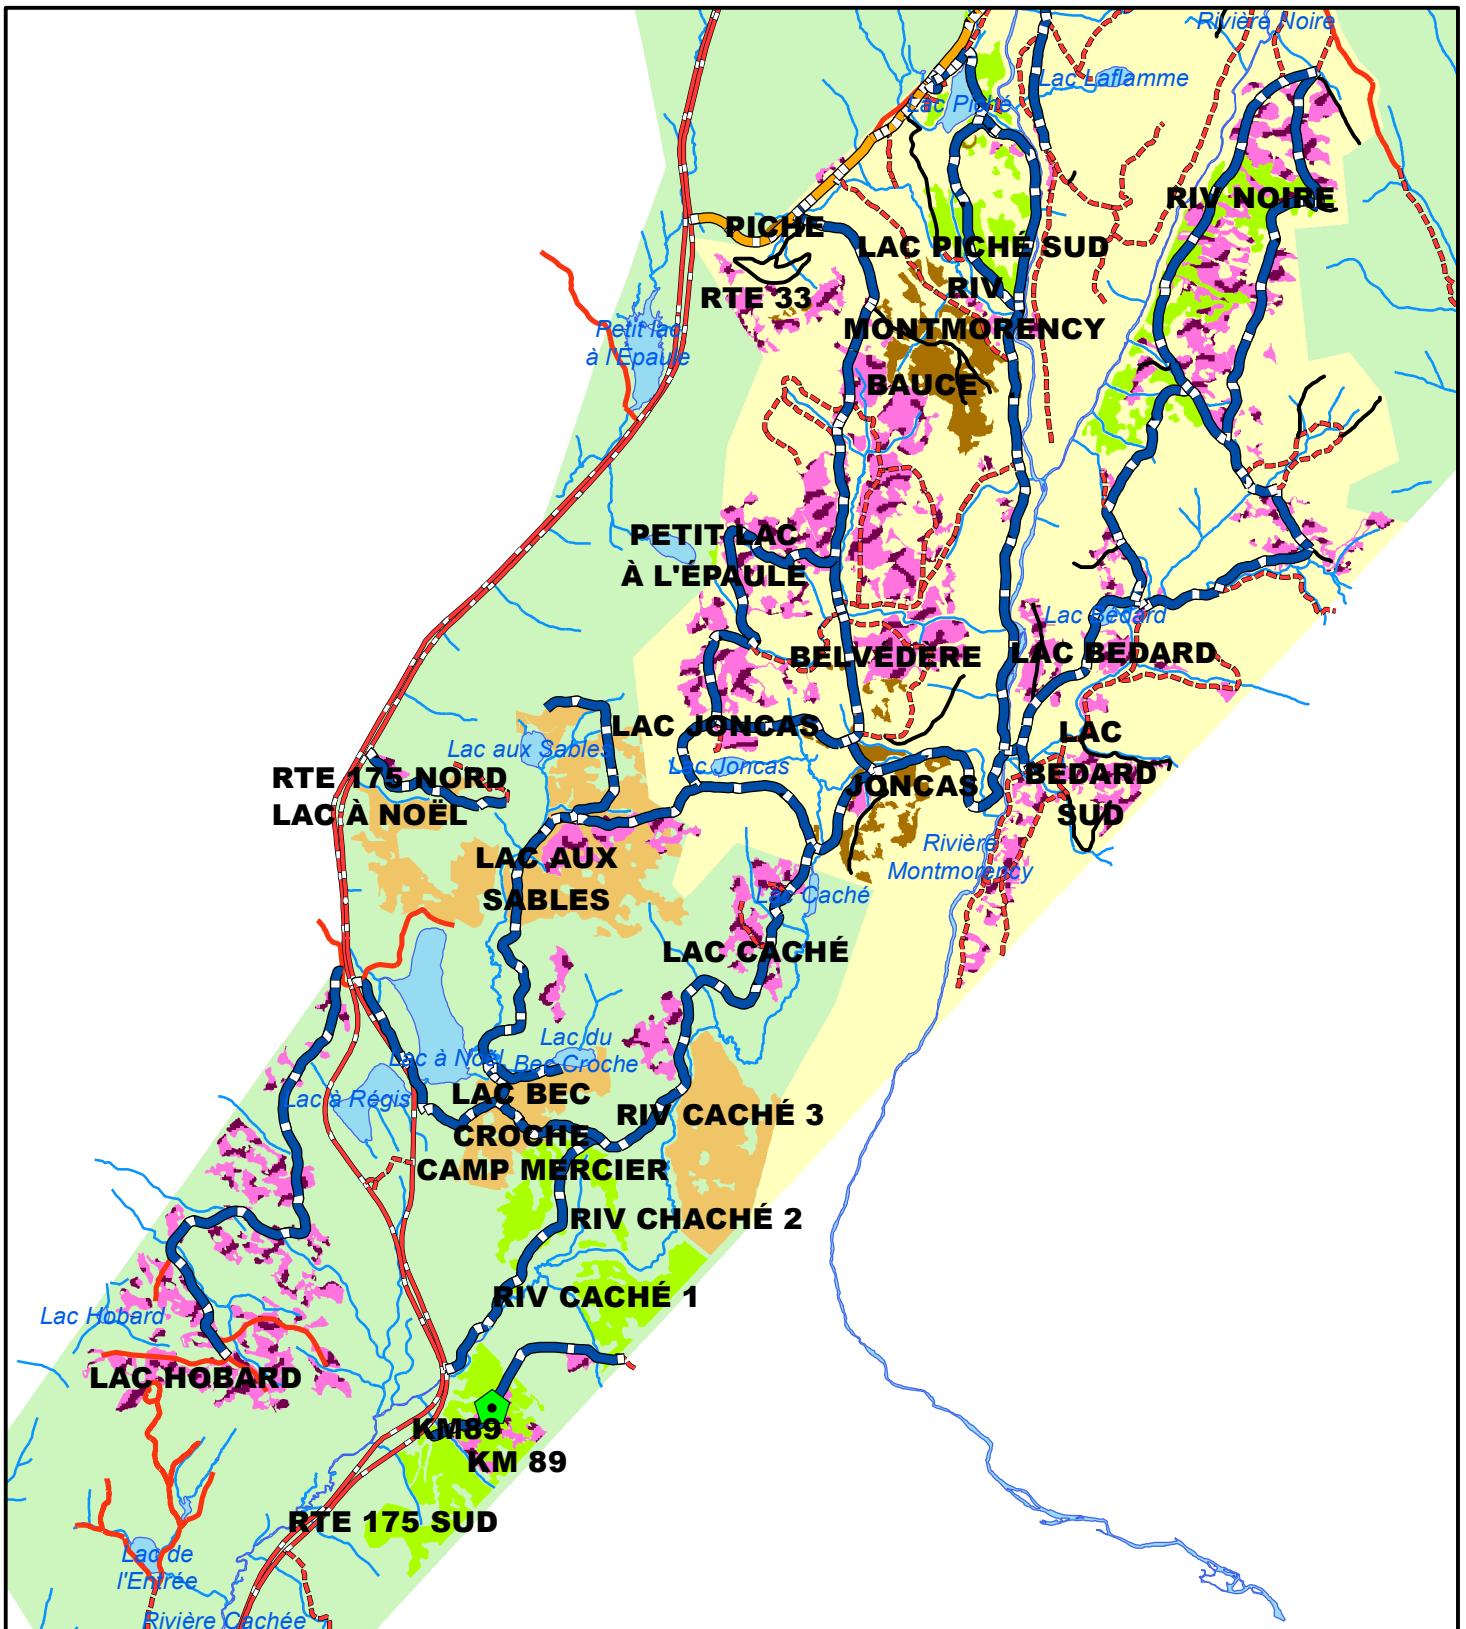 Rivière Noire
Lac Laflamme
Lac Piché
RIV NOIRE
PICHE
LAC PICHÉ SUD
RTE 33
RIV
MONTMORENCY
Petit lac
à l'Épaule
BAUCE
PETIT LAC
À L'ÉPAULE
Lac Bédard
BELVÉDÈRE
LAC BEDARD
LAC JONCAS
LAC
BEDARD
SUD
Lac aux Sables
Lac Joncas
RTE 175 NORD
LAC À NOËL
JONCAS
Rivière
Montmorency
LAC AUX
SABLES
Lac Caché
LAC CACHÉ
Lac du
Bec Croche
Lac à Noël
Lac à Régis
LAC BEC
CROCHE
RIV CACHÉ 3
CAMP MERCIER
RIV CHACHÉ 2
RIV CACHÉ 1
Lac Hobard
LAC HOBARD
KM89
KM 89
RTE 175 SUD
Lac de
l'Entrée
Rivière Cachée